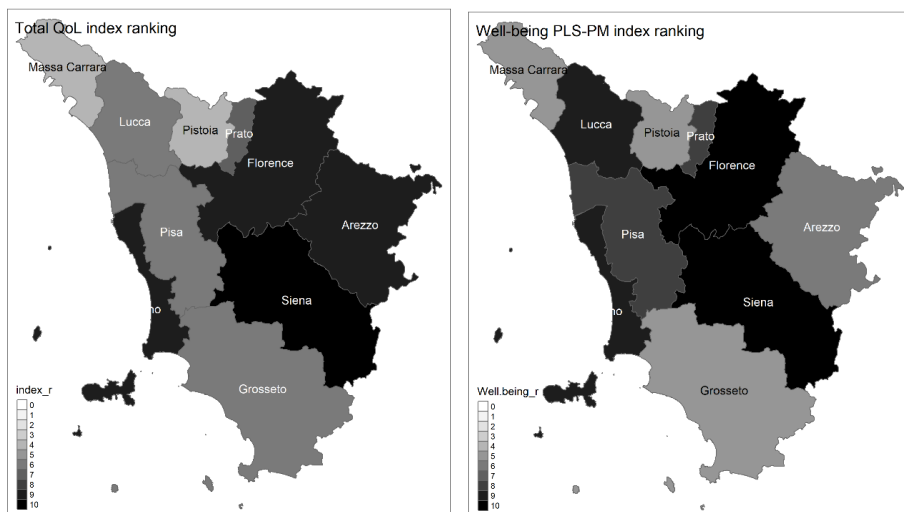 Total QoL index ranking
Massa Carrara
Lucca
Pistoia
Prato
Florence
Arezzo
Pisa
Siena
no
Grosseto
index_r
0
1
2
3
4
5
6
7
8
9
10
Well-being PLS-PM index ranking
Massa Carrara
Lucca
Pistoia
Prato
Florence
Arezzo
Pisa
Siena
no
Grosseto
Well.being_r
0
1
2
3
4
5
6
7
8
9
10